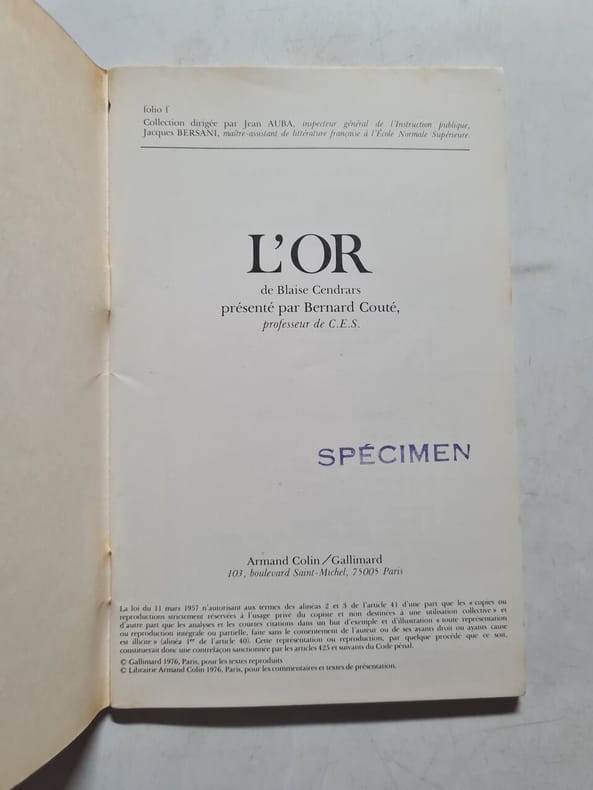 folio f
Collection dirigée par Jean AUBA, inspecteur général de l'Instruction publique,
Jacques BERSANI, maître-assistant de littérature française à l'École Normale Supérieure.
L'OR
de Blaise Cendrars
présenté par Bernard Couté,
professeur de C.E.S.
SPÉCIMEN
Armand Colin/Gallimard
103, boulevard Saint-Michel, 75005 Paris
La loi du 11 mars 1957 n'autorisant aux termes des alinéas 2 et 3 de l'article 41 d'une part que les « copies ou
reproductions strictement réservées à l'usage privé du copiste et non destinées à une utilisation collective » et
d'autre part que les analyses et les courtes citations dans un but d'exemple et d'illustration « toute représentation
ou reproduction intégrale ou partielle, faite sans le consentement de l'auteur ou de ses ayants droit ou ayants cause
est illicite » (alinéa 1er de l'article 40). Cette représentation ou reproduction, par quelque procédé que ce soit,
constituerait donc une contrefaçon sanctionnée par les articles 425 et suivants du Code pénal.
© Gallimard 1976, Paris, pour les textes reproduits
© Librairie Armand Colin 1976, Paris, pour les commentaires et textes de présentation.